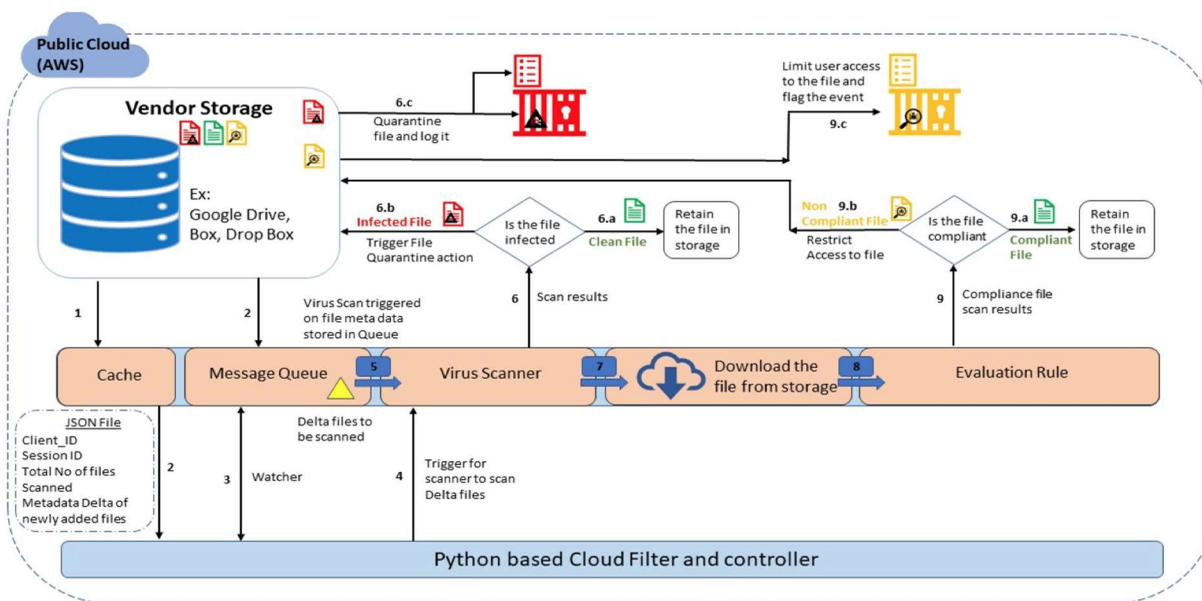 Public Cloud
(AWS)
Vendor Storage
Ex:
Google Drive,
Box, Drop Box
6.c
Quarantine
file and log it
Limit user access
to the file and
flag the event
9.c
6.b
Infected File
Trigger File
Quarantine action
Is the file
infected
6.a
Clean File
Retain
the file in
storage
Non 9.b
Compliant File
Restrict
Access to file
Is the file
compliant
9.a
Compliant
File
Retain
the file in
storage
1
2
Virus Scan triggered
on file meta data
stored in Queue
6
Scan results
9
Compliance file
scan results
Cache
Message Queue
5
Virus Scanner
7
Download the
file from storage
8
Evaluation Rule
JSON File
Client_ID
Session ID
Total No of files
Scanned
Metadata Delta of
newly added files
2
3
Watcher
Delta files to
be scanned
4
Trigger for
scanner to scan
Delta files
Python based Cloud Filter and controller